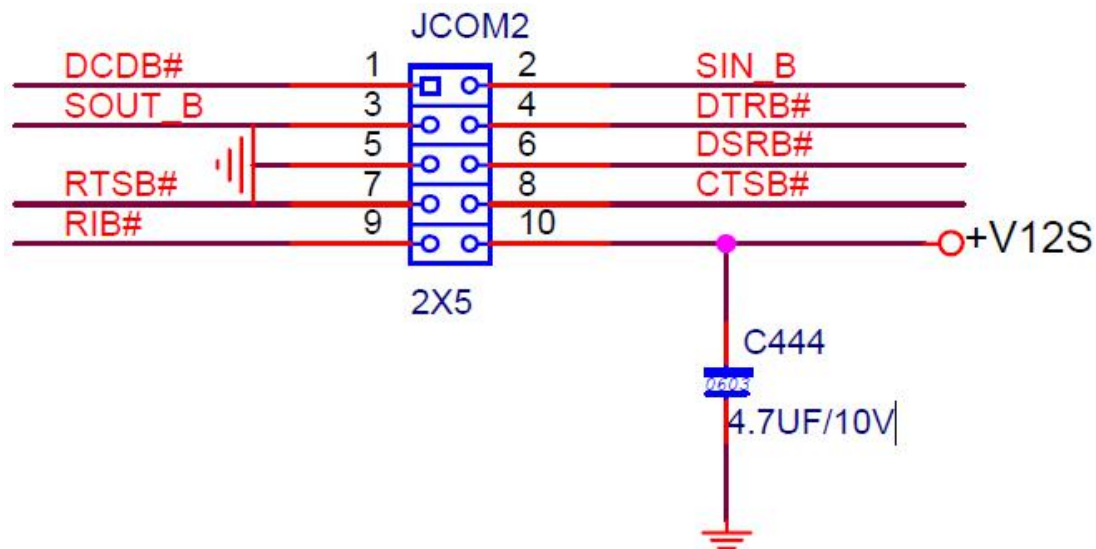 JCOM2
DCDB# 1 2 SIN_B
SOUT_B 3 4 DTRB#
5 6 DSRB#
RTSB# 7 8 CTSB#
RIB# 9 10 +V12S
2X5
C444
0603
4.7UF/10V